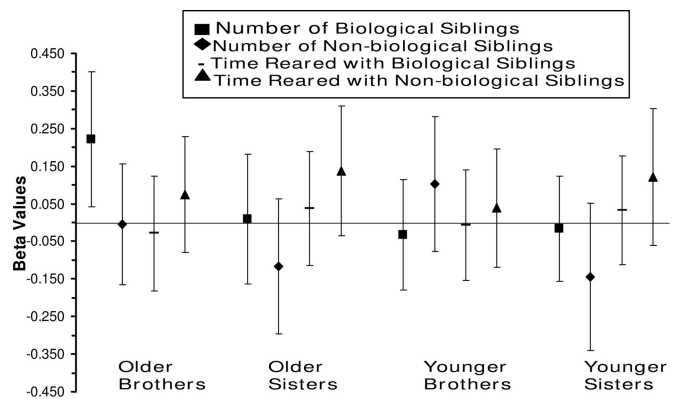 Number of Biological Siblings
Number of Non-biological Siblings
Time Reared with Biological Siblings
Time Reared with Non-biological Siblings
0.450
0.350
0.250
0.150
0.050
-0.050
-0.150
-0.250
-0.350
-0.450
Beta Values
Older
Brothers
Older
Sisters
Younger
Brothers
Younger
Sisters